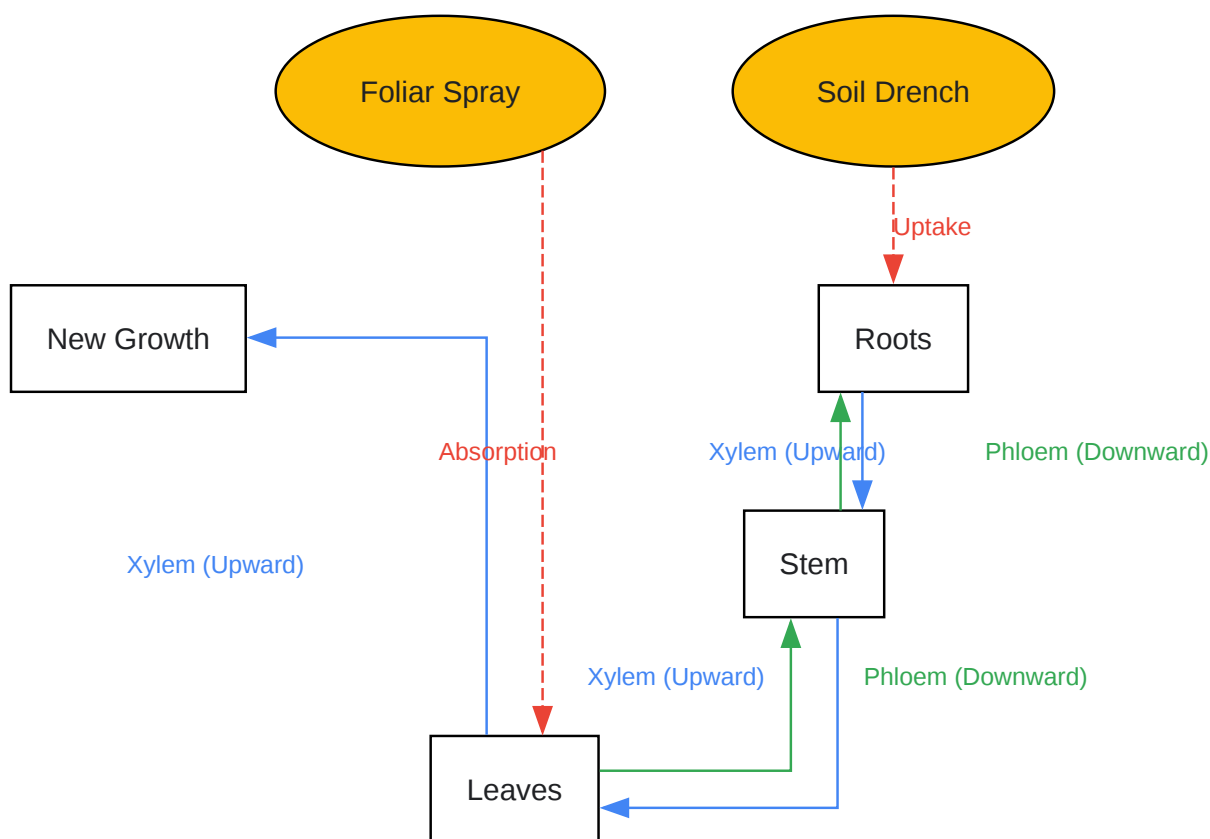 Foliar Spray
Soil Drench
Uptake
New Growth
Roots
Absorption
Xylem (Upward)
Phloem (Downward)
Xylem (Upward)
Stem
Xylem (Upward)
Phloem (Downward)
Leaves